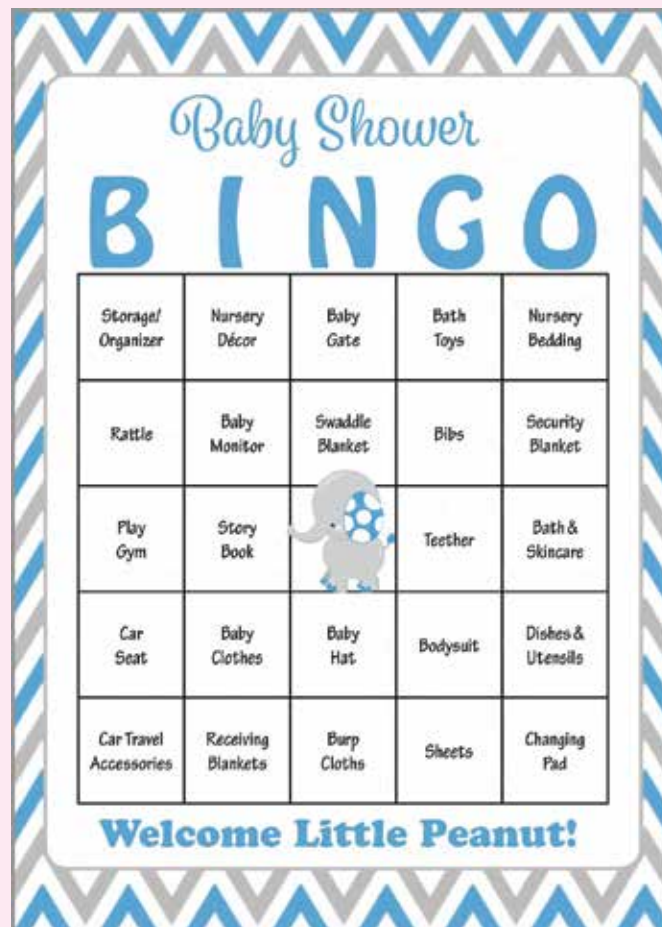 Baby Shower
BINGO
Storage/
Organizer
Nursery
Décor
Baby
Gate
Bath
Toys
Nursery
Bedding
Rattle
Baby
Monitor
Swaddle
Blanket
Bibs
Security
Blanket
Play
Gym
Story
Book
Teether
Bath &
Skincare
Car
Seat
Baby
Clothes
Baby
Hat
Bodysuit
Dishes &
Utensils
Car Travel
Accessories
Receiving
Blankets
Burp
Cloths
Sheets
Changing
Pad
Welcome Little Peanut!